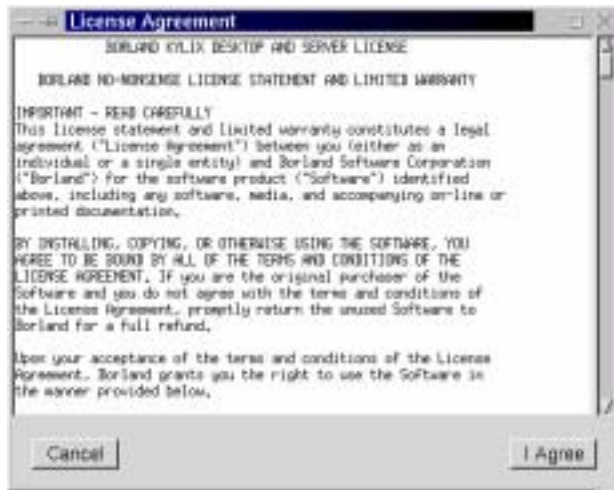 License Agreement
BORLAND KYLIX DESKTOP AND SERVER LICENSE
BORLAND NO-NONSENSE LICENSE STATEMENT AND LIMITED WARRANTY
IMPORTANT - READ CAREFULLY
This license statement and limited warranty constitutes a legal
agreement ("License Agreement") between you (either as an
individual or a single entity) and Borland Software Corporation
("Borland") for the software product ("Software") identified
above, including any software, media, and accompanying on-line or
printed documentation.
BY INSTALLING, COPYING, OR OTHERWISE USING THE SOFTWARE, YOU
AGREE TO BE BOUND BY ALL OF THE TERMS AND CONDITIONS OF THE
LICENSE AGREEMENT. If you are the original purchaser of the
Software and you do not agree with the terms and conditions of
the License Agreement, promptly return the unused Software to
Borland for a full refund.
Upon your acceptance of the terms and conditions of the License
Agreement, Borland grants you the right to use the Software in
the manner provided below.
Cancel
I Agree